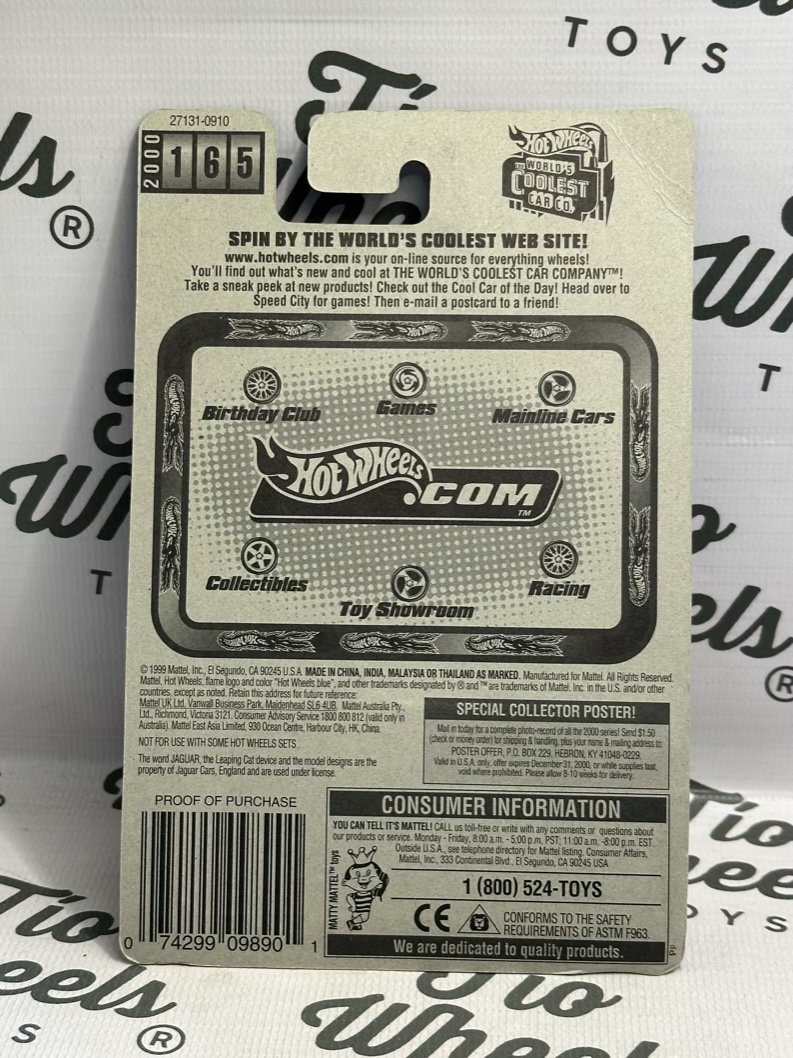 TOYS
Tio
Wheels
27131-0910
2000
165
HOT WHEELS
THE WORLD'S
COOLEST
CAR CO.
SPIN BY THE WORLD'S COOLEST WEB SITE!
www.hotwheels.com is your on-line source for everything wheels!
You'll find out what's new and cool at THE WORLD'S COOLEST CAR COMPANY™!
Take a sneak peek at new products! Check out the Cool Car of the Day! Head over to
Speed City for games! Then e-mail a postcard to a friend!
Birthday Club
Games
Mainline Cars
HOT WHEELS
.COM™
Collectibles
Toy Showroom
Racing
© 1999 Mattel, Inc., El Segundo, CA 90245 U.S.A. MADE IN CHINA, INDIA, MALAYSIA OR THAILAND AS MARKED. Manufactured for Mattel. All Rights Reserved.
Mattel, Hot Wheels, flame logo and color "Hot Wheels blue", and other trademarks designated by ® and ™ are trademarks of Mattel, Inc. in the U.S. and/or other
countries, except as noted. Retain this address for future reference:
Mattel UK Ltd, Vanwall Business Park, Maidenhead SL6 4UB. Mattel Australia Pty.,
Ltd., Richmond, Victoria 3121. Consumer Advisory Service 1800 800 812 (valid only in
Australia). Mattel East Asia Limited, 930 Ocean Centre, Harbour City, HK, China.
NOT FOR USE WITH SOME HOT WHEELS SETS.
The word JAGUAR, the Leaping Cat device and the model designs are the
property of Jaguar Cars, England and are used under license.
SPECIAL COLLECTOR POSTER!
Mail in today for a complete photo-record of all the 2000 series! Send $1.50
(check or money order) for shipping & handling, plus your name & mailing address to:
POSTER OFFER, P.O. BOX 229, HEBRON, KY 41048-0229.
Valid in U.S.A. only, offer expires December 31, 2000, or while supplies last,
void where prohibited. Please allow 8-10 weeks for delivery.
PROOF OF PURCHASE
0 74299 09890 1
CONSUMER INFORMATION
YOU CAN TELL IT'S MATTEL! CALL us toll-free or write with any comments or questions about
our products or service. Monday - Friday, 8:00 a.m. - 5:00 p.m. PST; 11:00 a.m. -8:00 p.m. EST.
Outside U.S.A., see telephone directory for Mattel listing. Consumer Affairs,
Mattel, Inc., 333 Continental Blvd., El Segundo, CA 90245 USA
MATTY MATTEL™ toys
1 (800) 524-TOYS
CE
CONFORMS TO THE SAFETY
REQUIREMENTS OF ASTM F963.
We are dedicated to quality products.
Tio
Wheels
®